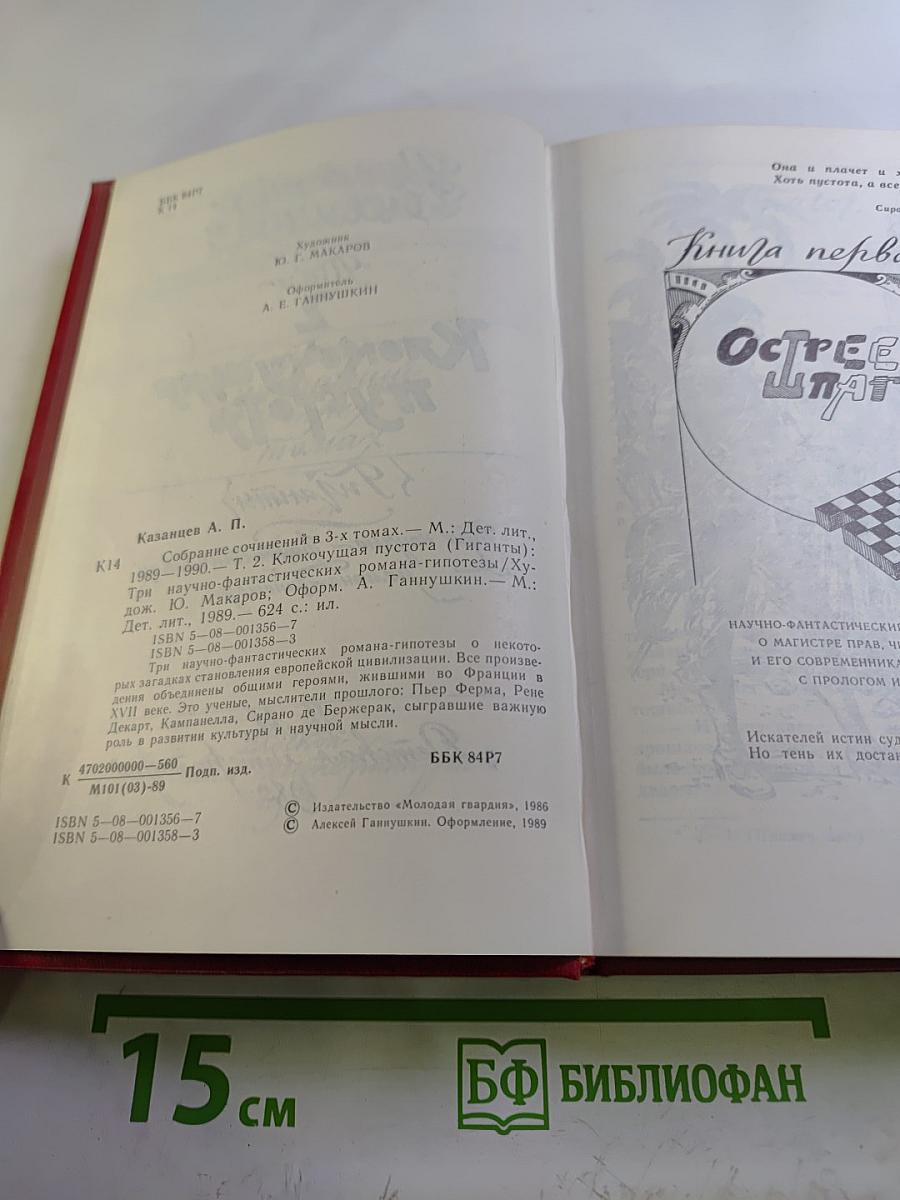 ББК 84Р7
К 14
Художник
Ю. Г. МАКАРОВ
Оформитель
А. Е. ГАННУШКИН
Казанцев А. П.
К14 Собрание сочинений в 3-х томах.— М.: Дет. лит.,
1989—1990.— Т. 2. Клокочущая пустота (Гиганты):
Три научно-фантастических романа-гипотезы/Ху-
дож. Ю. Макаров; Оформ. А. Ганнушкин.— М.:
Дет. лит., 1989.— 624 с.: ил.
ISBN 5—08—001356—7
ISBN 5—08—001358—3
Три научно-фантастических романа-гипотезы о некото-
рых загадках становления европейской цивилизации. Все произве-
дения объединены общими героями, жившими во Франции в
XVII веке. Это ученые, мыслители прошлого: Пьер Ферма, Рене
Декарт, Кампанелла, Сирано де Бержерак, сыгравшие важную
роль в развитии культуры и научной мысли.
К 4702000000—560
М101(03)-89
Подп. изд.
ББК 84Р7
ISBN 5—08—001356—7
ISBN 5—08—001358—3
© Издательство «Молодая гвардия», 1986
© Алексей Ганнушкин. Оформление, 1989
Она и плачет и
Хоть пустота, а все
Сира
Книга перво
ОСТРЕЕ
ШПАГ
НАУЧНО-ФАНТАСТИЧЕСКИЙ
О МАГИСТРЕ ПРАВ,
И ЕГО СОВРЕМЕННИКА
С ПРОЛОГОМ И
Искателей истин суд
Но тень их достан
15 см
БФ БИБЛИОФАН